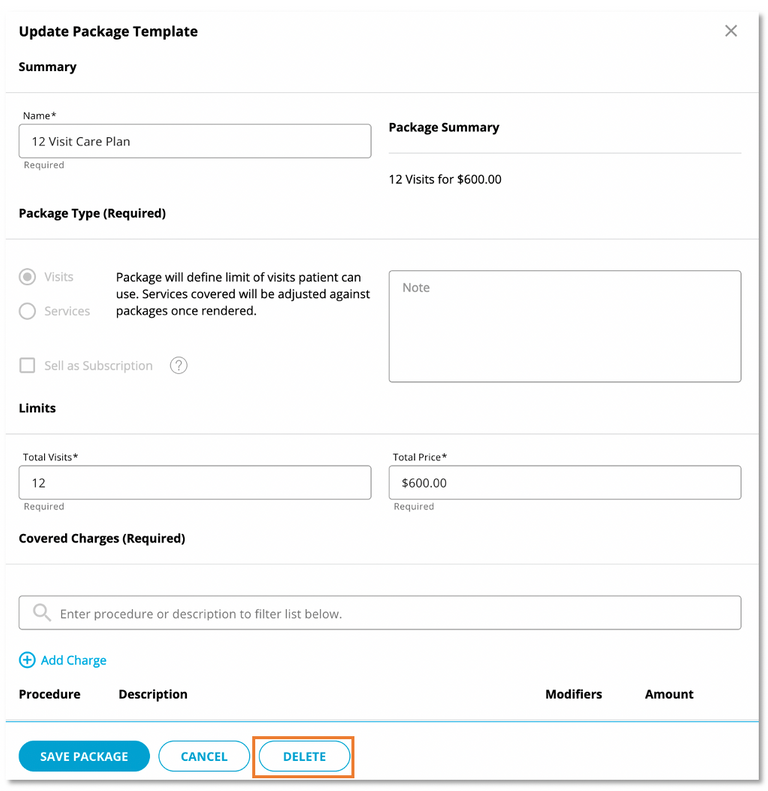 Update Package Template
Summary
Name*
12 Visit Care Plan
Required
Package Summary
12 Visits for $600.00
Package Type (Required)
Visits
Services
Package will define limit of visits patient can
use. Services covered will be adjusted against
packages once rendered.
Note
Sell as Subscription ?
Limits
Total Visits*
12
Required
Total Price*
$600.00
Required
Covered Charges (Required)
Enter procedure or description to filter list below.
Add Charge
Procedure Description Modifiers Amount
SAVE PACKAGE CANCEL DELETE